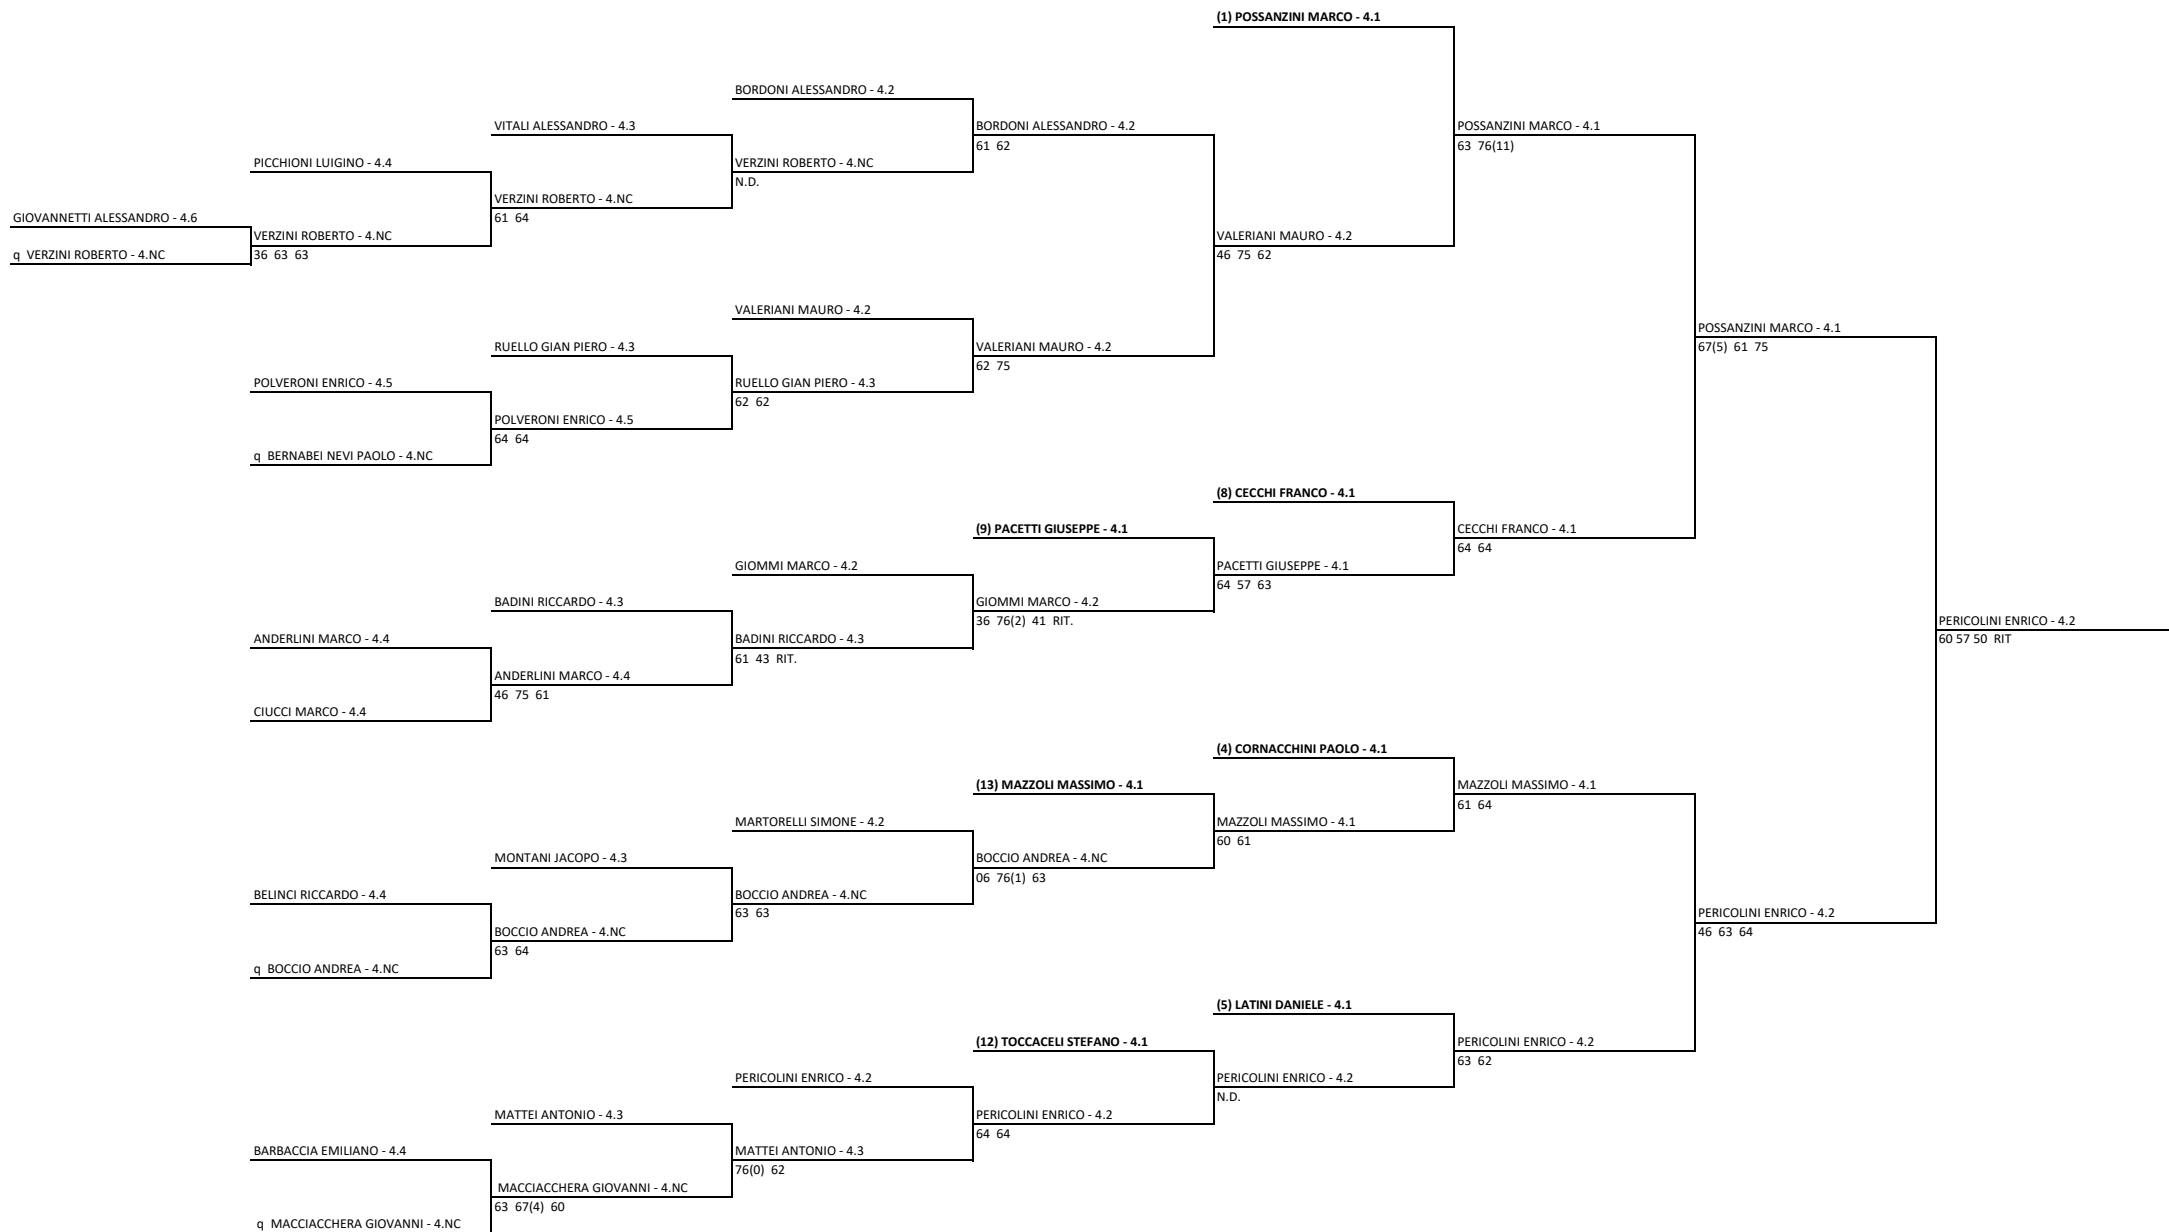 (1) POSSANZINI MARCO - 4.1
BORDONI ALESSANDRO - 4.2
VITALI ALESSANDRO - 4.3
BORDONI ALESSANDRO - 4.2
POSSANZINI MARCO - 4.1
61 62
63 76(11)
PICCHIONI LUIGINO - 4.4
VERZINI ROBERTO - 4.NC
N.D.
VERZINI ROBERTO - 4.NC
61 64
GIOVANNETTI ALESSANDRO - 4.6
VERZINI ROBERTO - 4.NC
VALERIANI MAURO - 4.2
q VERZINI ROBERTO - 4.NC
36 63 63
46 75 62
VALERIANI MAURO - 4.2
POSSANZINI MARCO - 4.1
RUELLO GIAN PIERO - 4.3
VALERIANI MAURO - 4.2
67(5) 61 75
62 75
POLVERONI ENRICO - 4.5
RUELLO GIAN PIERO - 4.3
62 62
POLVERONI ENRICO - 4.5
64 64
q BERNABEI NEVI PAOLO - 4.NC
(8) CECCHI FRANCO - 4.1
(9) PACETTI GIUSEPPE - 4.1
CECCHI FRANCO - 4.1
64 64
GIOMMI MARCO - 4.2
PACETTI GIUSEPPE - 4.1
64 57 63
BADINI RICCARDO - 4.3
GIOMMI MARCO - 4.2
36 76(2) 41 RIT.
PERICOLINI ENRICO - 4.2
ANDERLINI MARCO - 4.4
BADINI RICCARDO - 4.3
60 57 50 RIT
61 43 RIT.
ANDERLINI MARCO - 4.4
46 75 61
CIUCCI MARCO - 4.4
(4) CORNACCHINI PAOLO - 4.1
(13) MAZZOLI MASSIMO - 4.1
MAZZOLI MASSIMO - 4.1
61 64
MARTORELLI SIMONE - 4.2
MAZZOLI MASSIMO - 4.1
60 61
MONTANI JACOPO - 4.3
BOCCIO ANDREA - 4.NC
06 76(1) 63
BELINCI RICCARDO - 4.4
BOCCIO ANDREA - 4.NC
63 63
PERICOLINI ENRICO - 4.2
BOCCIO ANDREA - 4.NC
46 63 64
63 64
q BOCCIO ANDREA - 4.NC
(5) LATINI DANIELE - 4.1
(12) TOCCACELI STEFANO - 4.1
PERICOLINI ENRICO - 4.2
63 62
PERICOLINI ENRICO - 4.2
PERICOLINI ENRICO - 4.2
N.D.
MATTEI ANTONIO - 4.3
PERICOLINI ENRICO - 4.2
64 64
BARBACCIA EMILIANO - 4.4
MATTEI ANTONIO - 4.3
76(0) 62
MACCIACCHERA GIOVANNI - 4.NC
63 67(4) 60
q MACCIACCHERA GIOVANNI - 4.NC